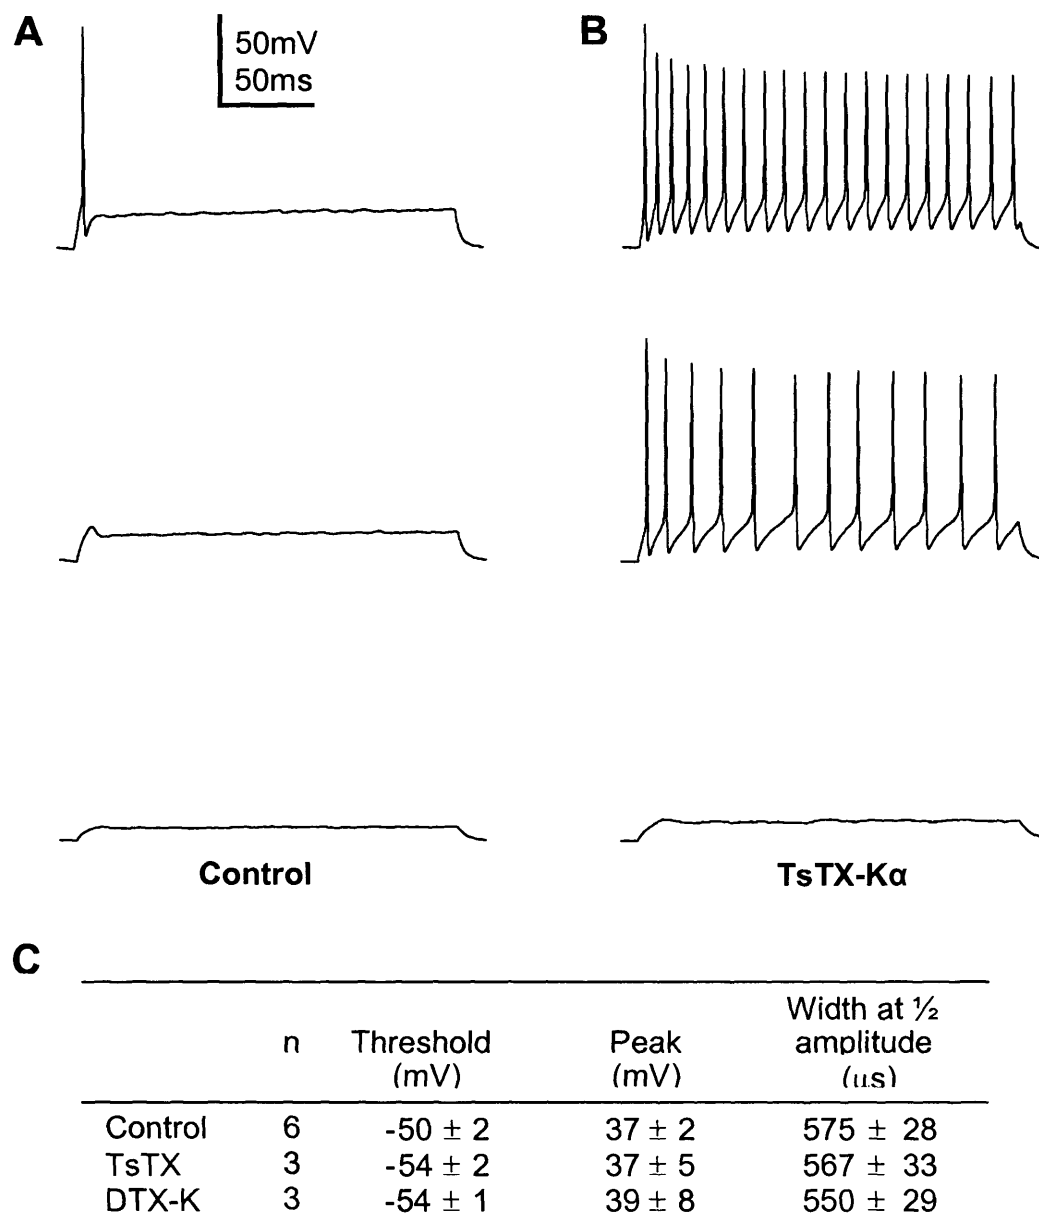 A
50mV
50ms
B
Control
TsTX-Kα
C
Width at ½
n Threshold Peak amplitude
(mV) (mV) (µs)
Control 6 -50 ± 2 37 ± 2 575 ± 28
TsTX 3 -54 ± 2 37 ± 5 567 ± 33
DTX-K 3 -54 ± 1 39 ± 8 550 ± 29